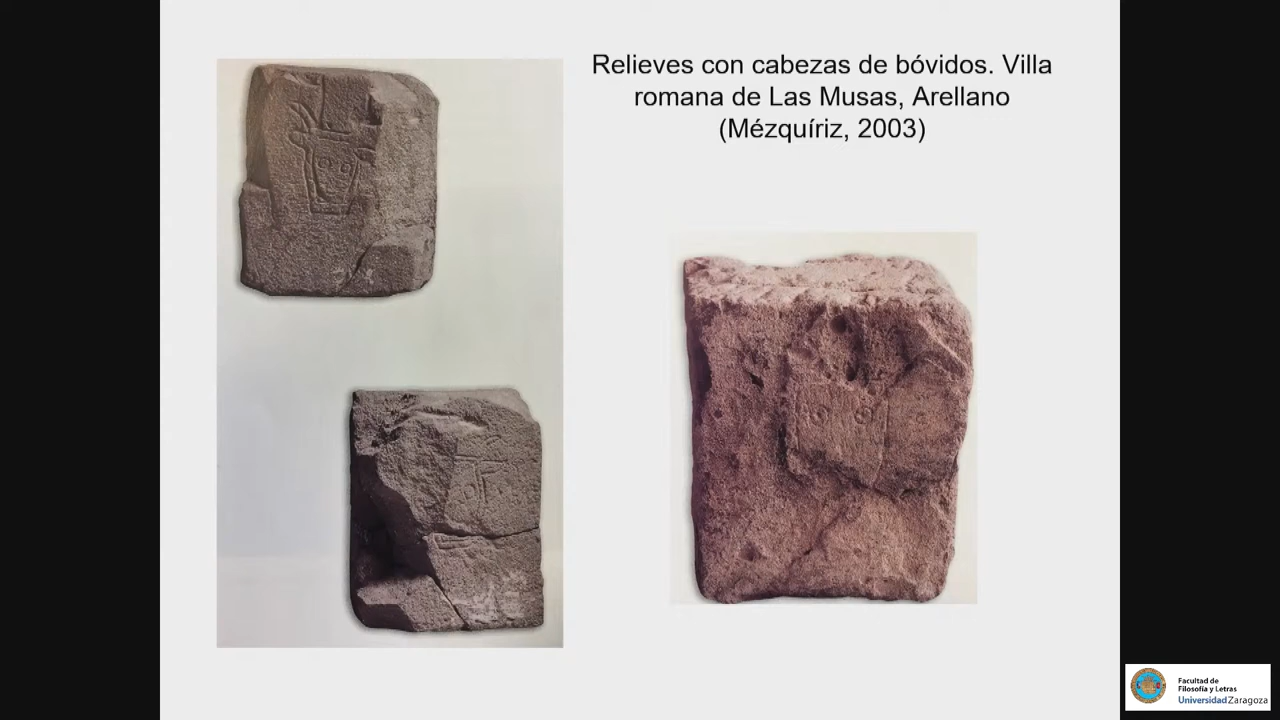 Relieves con cabezas de bóvidos. Villa
romana de Las Musas, Arellano
(Mézquíriz, 2003)
Facultad de
Filosofía y Letras
Universidad Zaragoza